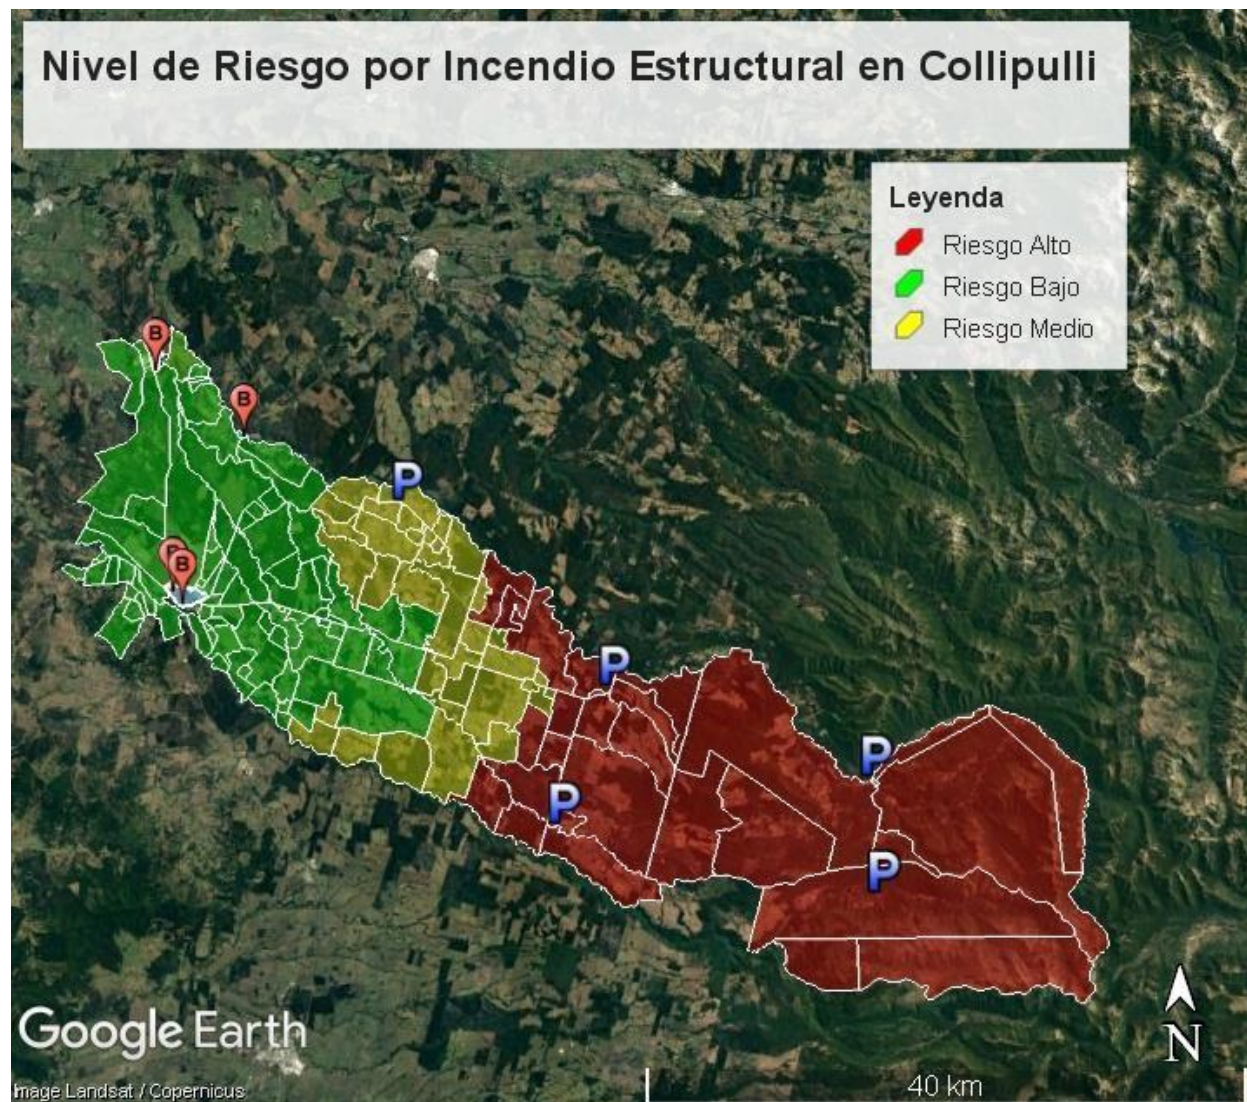 Nivel de Riesgo por Incendio Estructural en Collipulli
Leyenda
Riesgo Alto
Riesgo Bajo
Riesgo Medio
B
B
P
B
P
P
P
P
N
Google Earth
Image Landsat / Copernicus
40 km